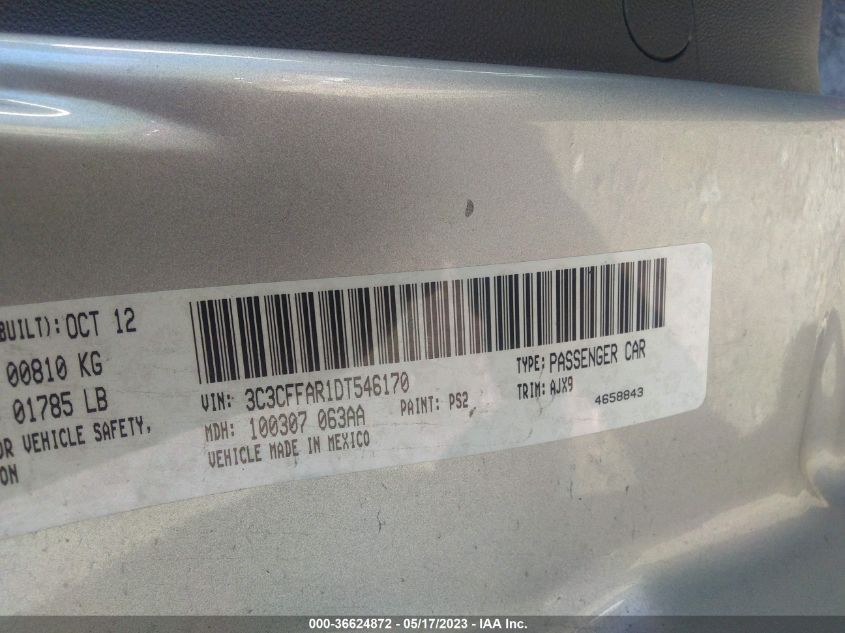 BUILT): OCT 12
00810 KG
01785 LB
OR VEHICLE SAFETY,
ON
VIN: 3C3CFFAR1DT546170
TYPE: PASSENGER CAR
MDH: 100307 063AA
PAINT: PS2
TRIM: AJX9
VEHICLE MADE IN MEXICO
4658843
000-36624872 — 05/17/2023 — IAA Inc.